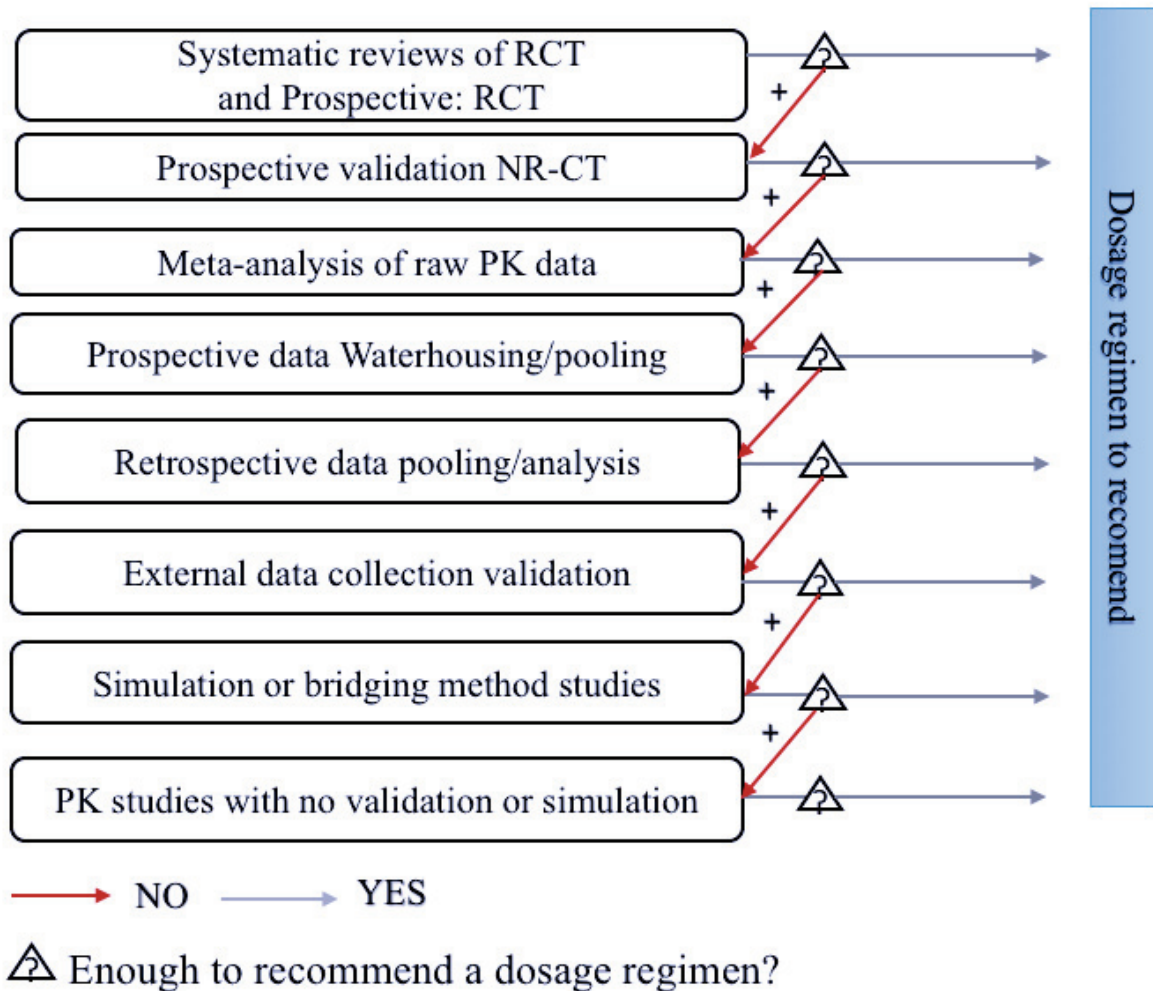 Systematic reviews of RCT
and Prospective: RCT
?
+
Prospective validation NR-CT
?
+
Meta-analysis of raw PK data
?
+
Prospective data Waterhousing/pooling
?
+
Retrospective data pooling/analysis
?
+
External data collection validation
?
+
Simulation or bridging method studies
?
+
PK studies with no validation or simulation
?
Dosage regimen to recomend
NO YES
? Enough to recommend a dosage regimen?